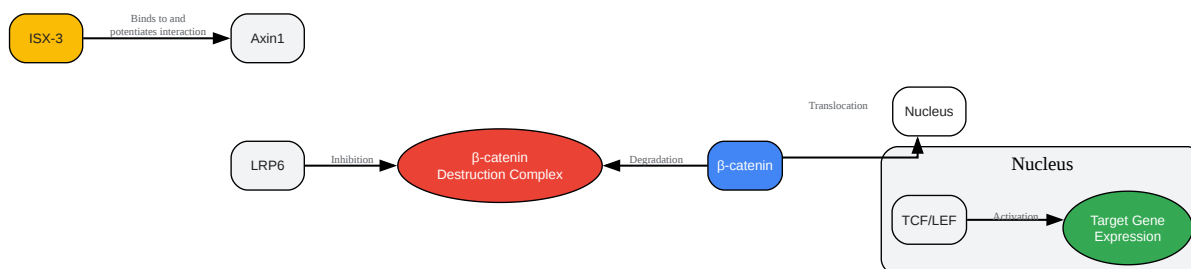 ISX-3
Binds to and
potentiates interaction
Axin1
Translocation
Nucleus
LRP6
Inhibition
β-catenin
Destruction Complex
Degradation
β-catenin
Nucleus
TCF/LEF
Activation
Target Gene
Expression